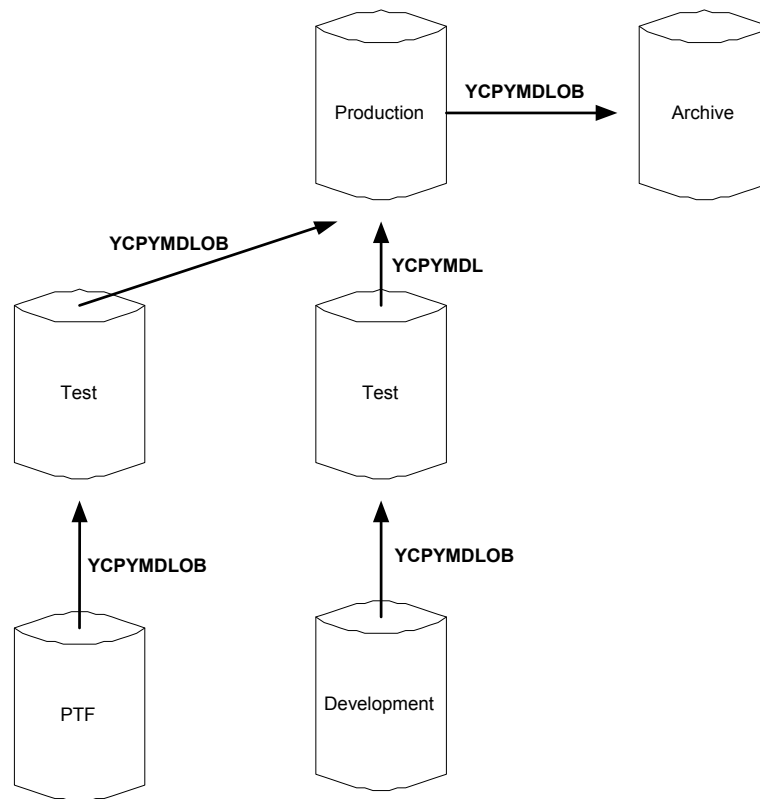 YCPYMDLOB
Production
Archive
YCPYMDLOB
YCPYMDL
Test
Test
YCPYMDLOB
YCPYMDLOB
PTF
Development